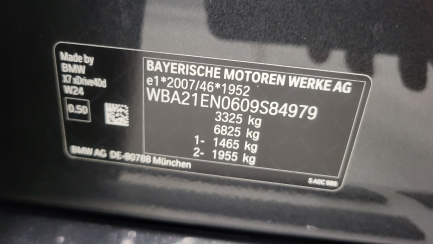 Made by
BMW
X7 xDrive40d
W24
0.50
BAYERISCHE MOTOREN WERKE AG
e1*2007/46*1952
WBA21EN0609S84979
3325 kg
6825 kg
1- 1465 kg
2- 1955 kg
BMW AG DE-80788 München